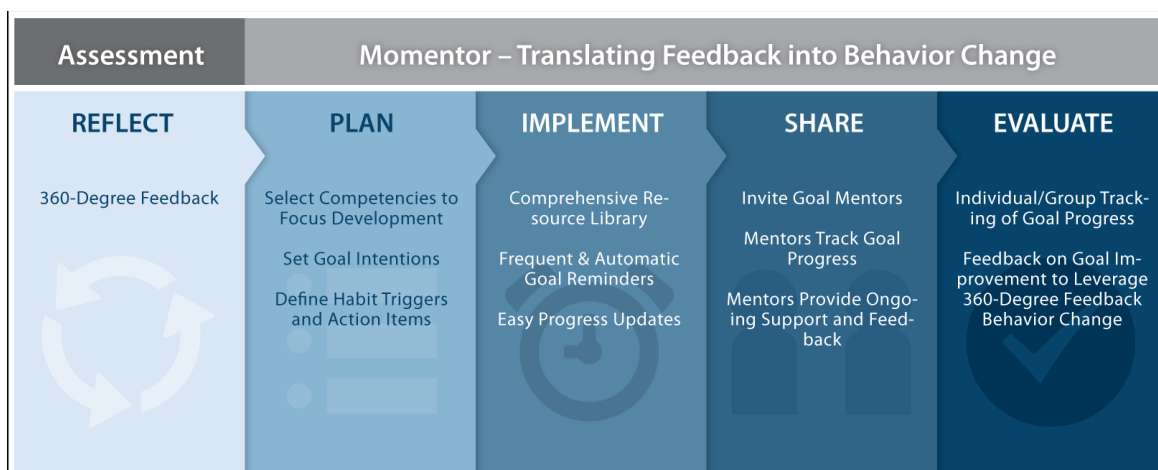 Assessment
Momentor – Translating Feedback into Behavior Change
REFLECT
360-Degree Feedback
PLAN
Select Competencies to
Focus Development
Set Goal Intentions
Define Habit Triggers
and Action Items
IMPLEMENT
Comprehensive Re-
source Library
Frequent & Automatic
Goal Reminders
Easy Progress Updates
SHARE
Invite Goal Mentors
Mentors Track Goal
Progress
Mentors Provide Ongo-
ing Support and Feed-
back
EVALUATE
Individual/Group Track-
ing of Goal Progress
Feedback on Goal Im-
provement to Leverage
360-Degree Feedback
Behavior Change